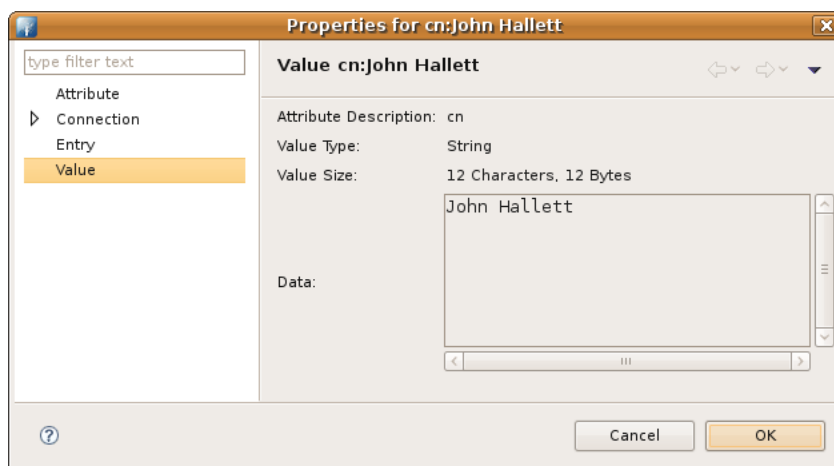 Properties for cn:John Hallett
type filter text
Attribute
Connection
Entry
Value
Value cn:John Hallett
Attribute Description: cn
Value Type: String
Value Size: 12 Characters, 12 Bytes
Data:
John Hallett
Cancel
OK